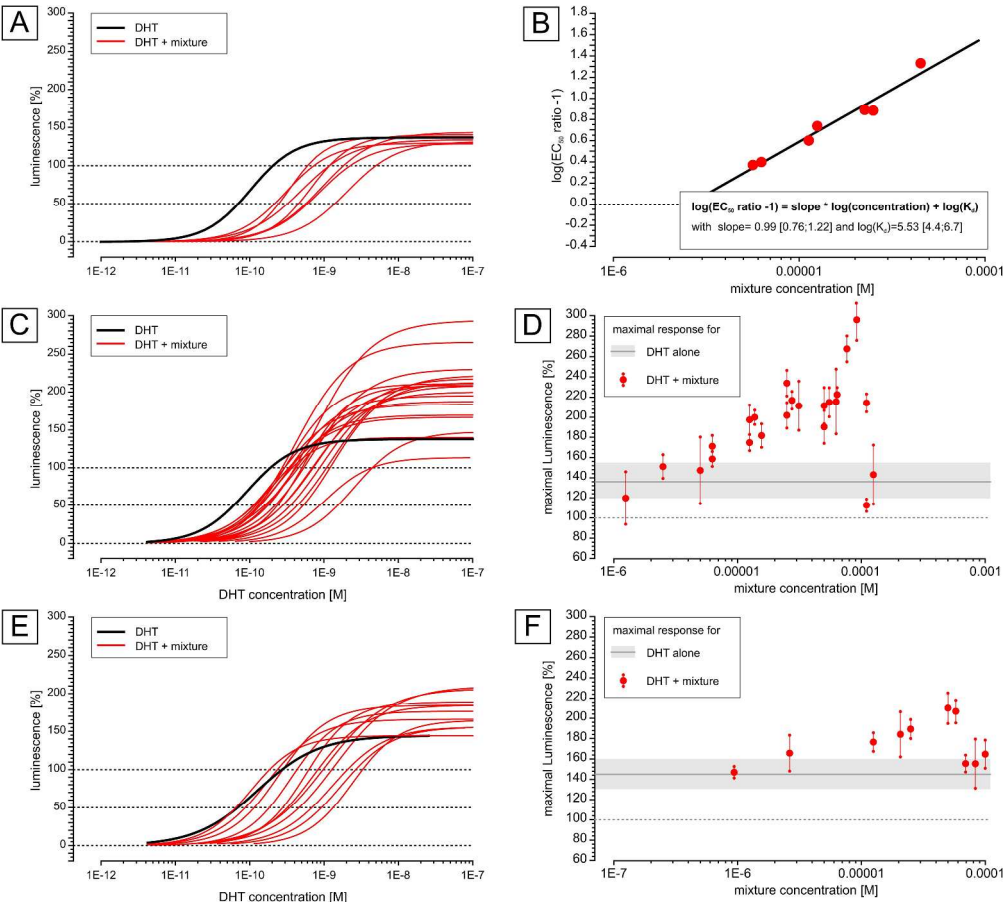 A
300
250
200
150
100
50
0
luminescence [%]
DHT
DHT + mixture
1E-12
1E-11
1E-10
1E-9
1E-8
1E-7
B
1.8
1.6
1.4
1.2
1.0
0.8
0.6
0.4
0.2
0.0
-0.2
-0.4
log(EC₅₀ ratio -1)
log(EC₅₀ ratio -1) = slope * log(concentration) + log(Kd)
with slope= 0.99 [0.76;1.22] and log(Kd)=5.53 [4.4;6.7]
1E-6
0.00001
0.0001
mixture concentration [M]
C
300
250
200
150
100
50
0
luminescence [%]
DHT
DHT + mixture
1E-12
1E-11
1E-10
1E-9
1E-8
1E-7
DHT concentration [M]
D
300
280
260
240
220
200
180
160
140
120
100
80
60
maximal Luminescence [%]
maximal response for
DHT alone
DHT + mixture
1E-6
0.00001
0.0001
0.001
mixture concentration [M]
E
300
250
200
150
100
50
0
luminescence [%]
DHT
DHT + mixture
1E-12
1E-11
1E-10
1E-9
1E-8
1E-7
DHT concentration [M]
F
300
280
260
240
220
200
180
160
140
120
100
80
60
maximal Luminescence [%]
maximal response for
DHT alone
DHT + mixture
1E-7
1E-6
0.00001
0.0001
mixture concentration [M]